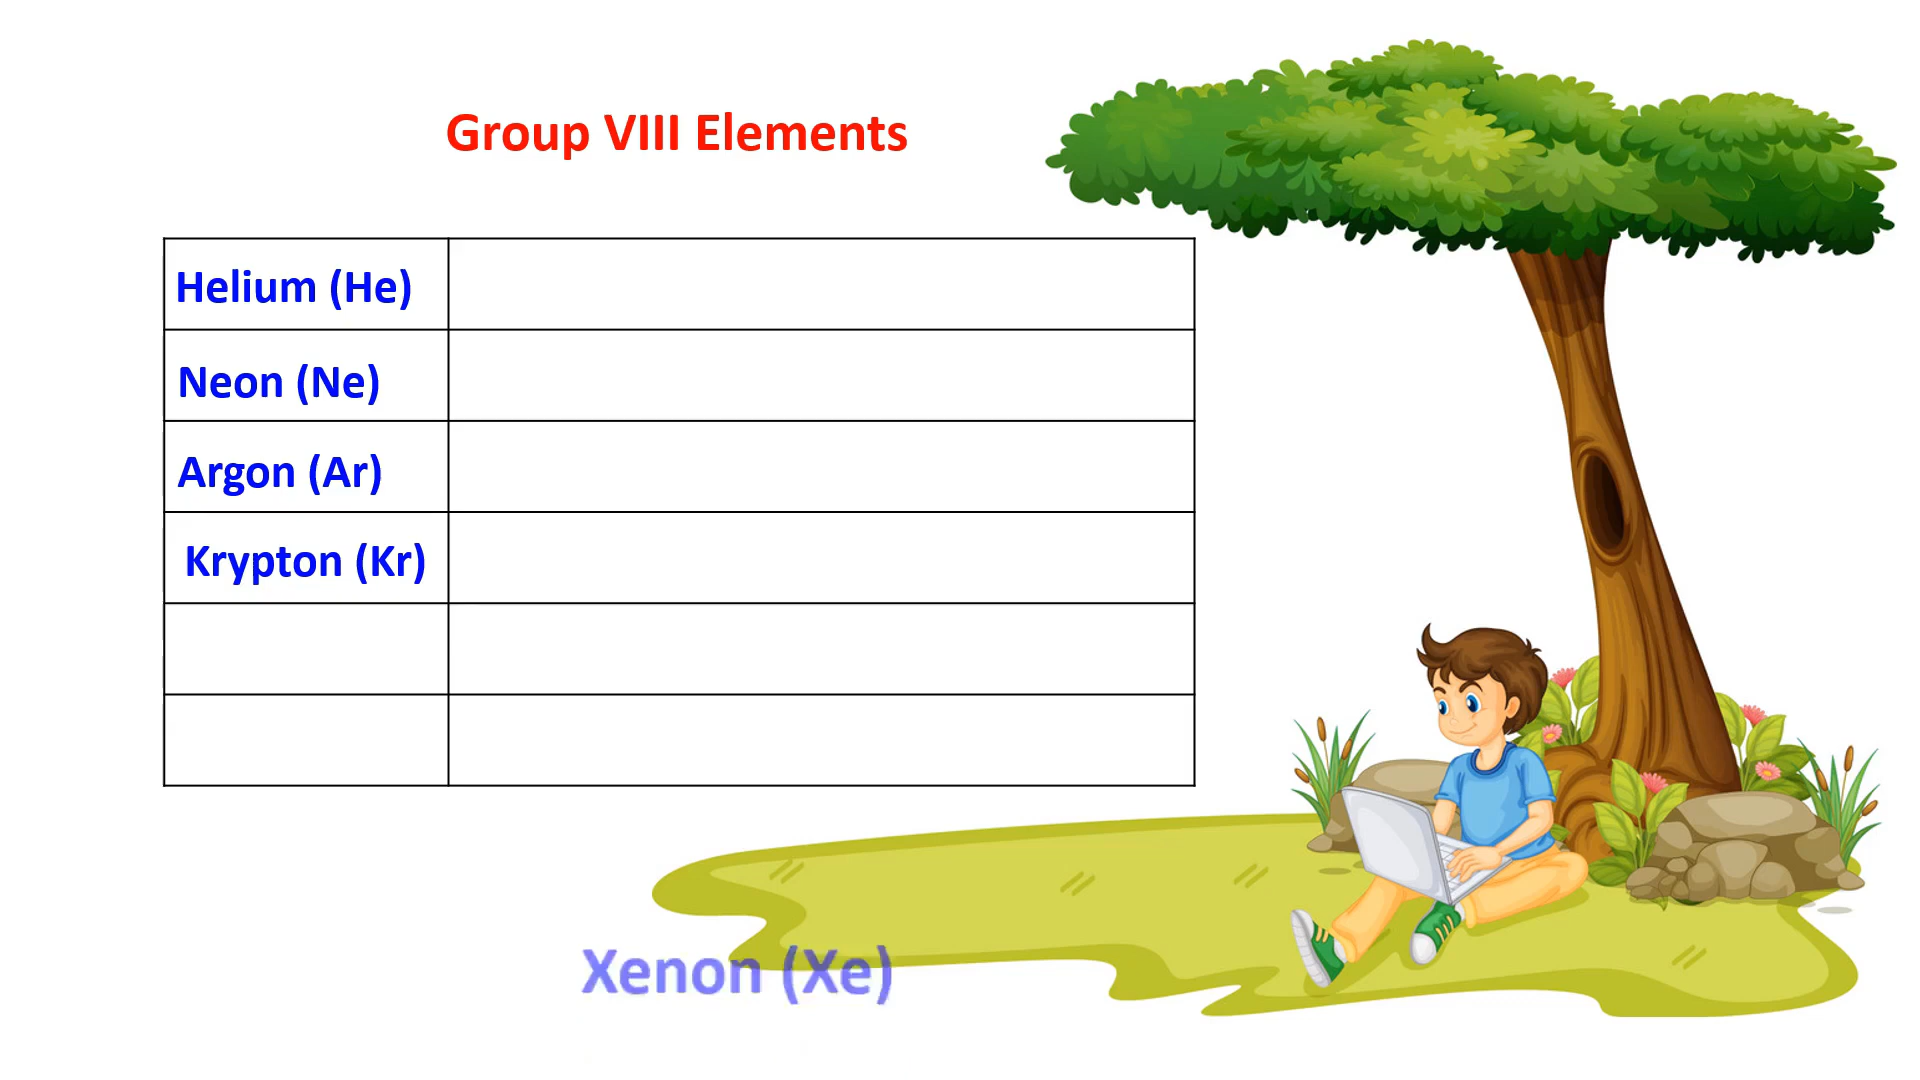 Group VIII Elements
Helium (He)
Neon (Ne)
Argon (Ar)
Krypton (Kr)
Xenon (Xe)